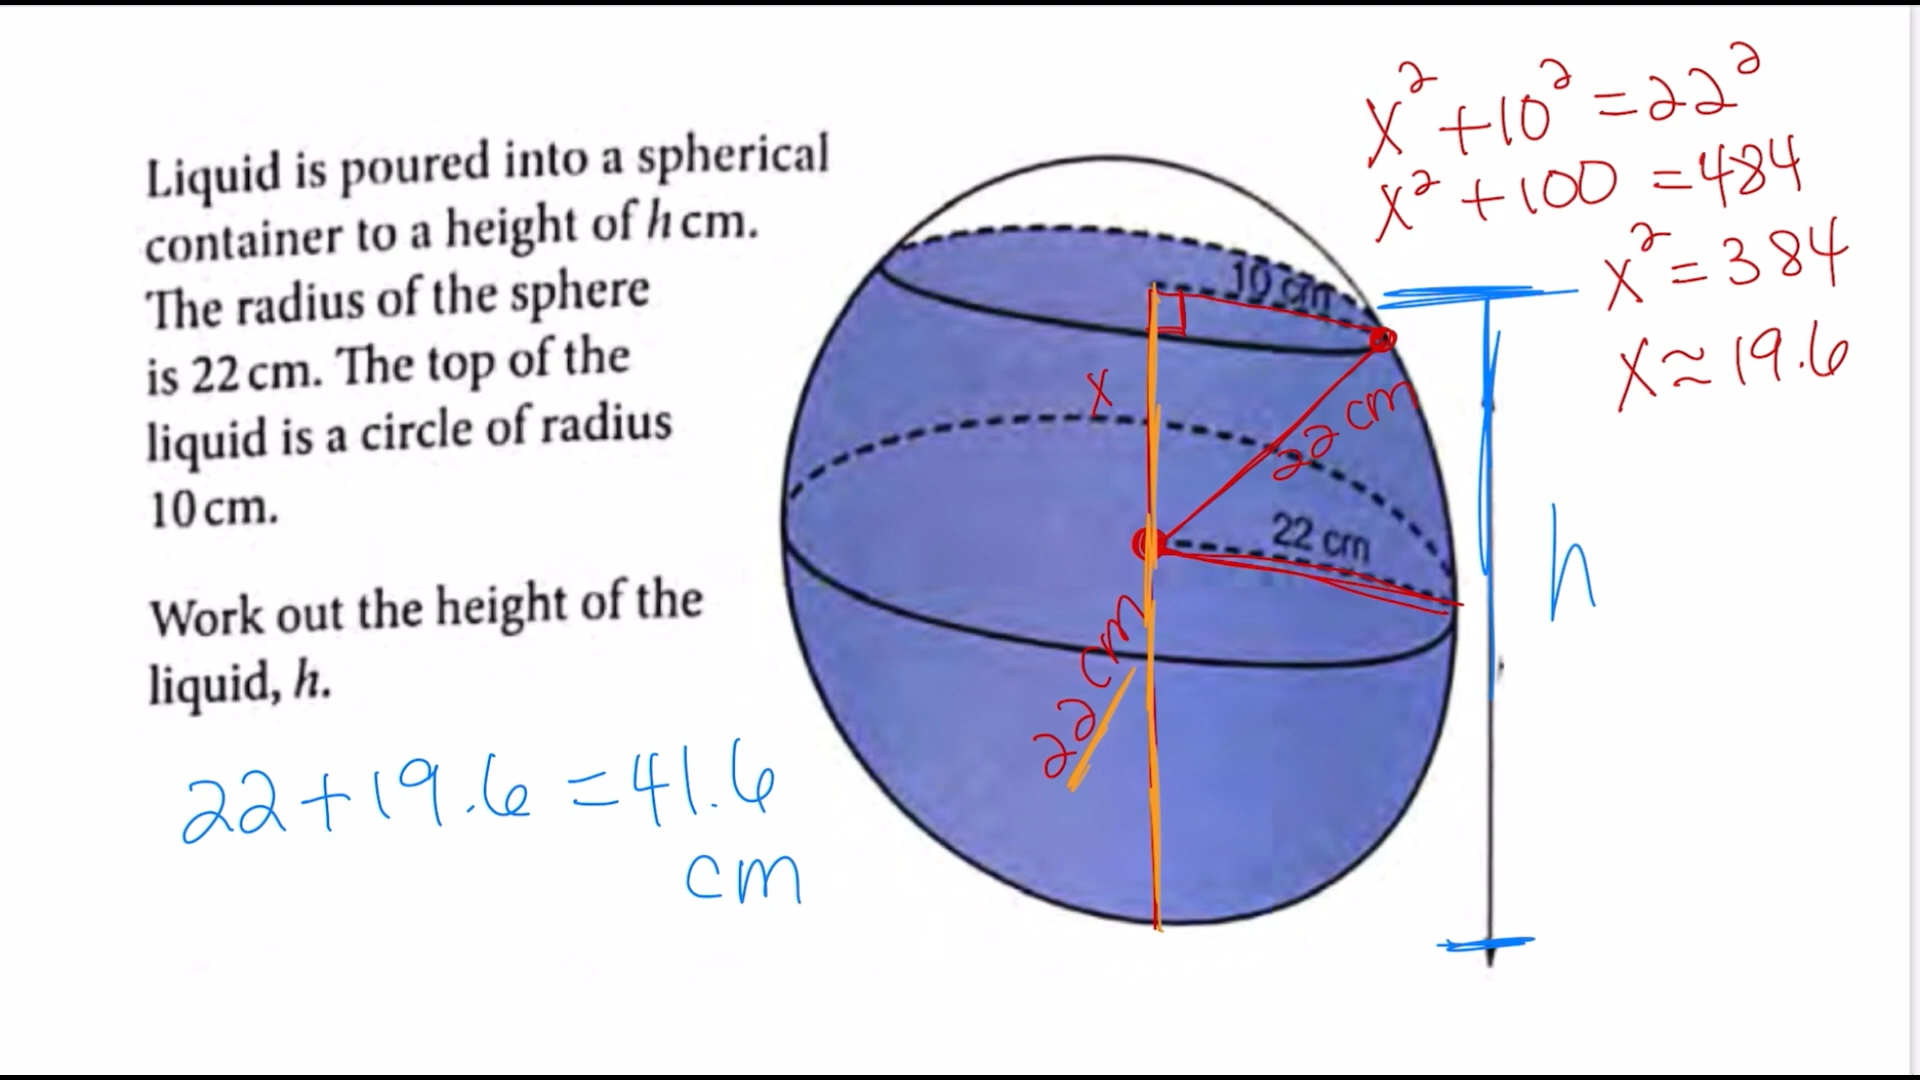 Liquid is poured into a spherical
container to a height of h cm.
The radius of the sphere
is 22 cm. The top of the
liquid is a circle of radius
10 cm.
Work out the height of the
liquid, h.
22+19.6=41.6
cm
10 cm
x
22 cm
22 cm
22 cm
h
x²+10²=22²
x²+100=484
x²=384
x≈19.6